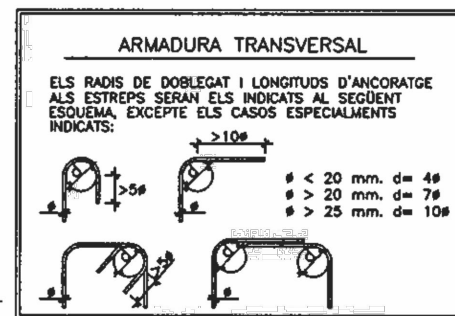 ARMADURA TRANSVERSAL
ELS RADIS DE DOBLEGAT I LONGITUDS D'ANCORATGE
ALS ESTREPS SERAN ELS INDICATS AL SEGÜENT
ESQUEMA, EXCEPTE ELS CASOS ESPECIALMENT
INDICATS:
>10ø
d
>5ø
ø
d
ø
ø < 20 mm. d= 4ø
ø > 20 mm. d= 7ø
ø > 25 mm. d= 10ø
d
ø
d
ø